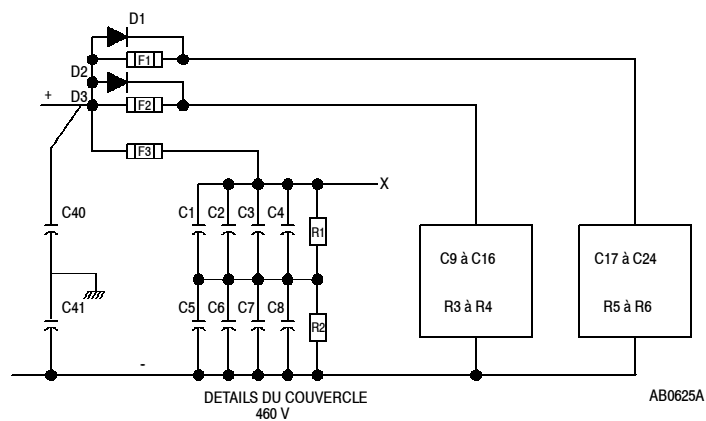 D1
F1
D2
D3
+
F2
F3
X
C40
C1
C2
C3
C4
R1
C9 à C16
C17 à C24
R3 à R4
R5 à R6
C41
C5
C6
C7
C8
R2
-
DETAILS DU COUVERCLE
460 V
AB0625A